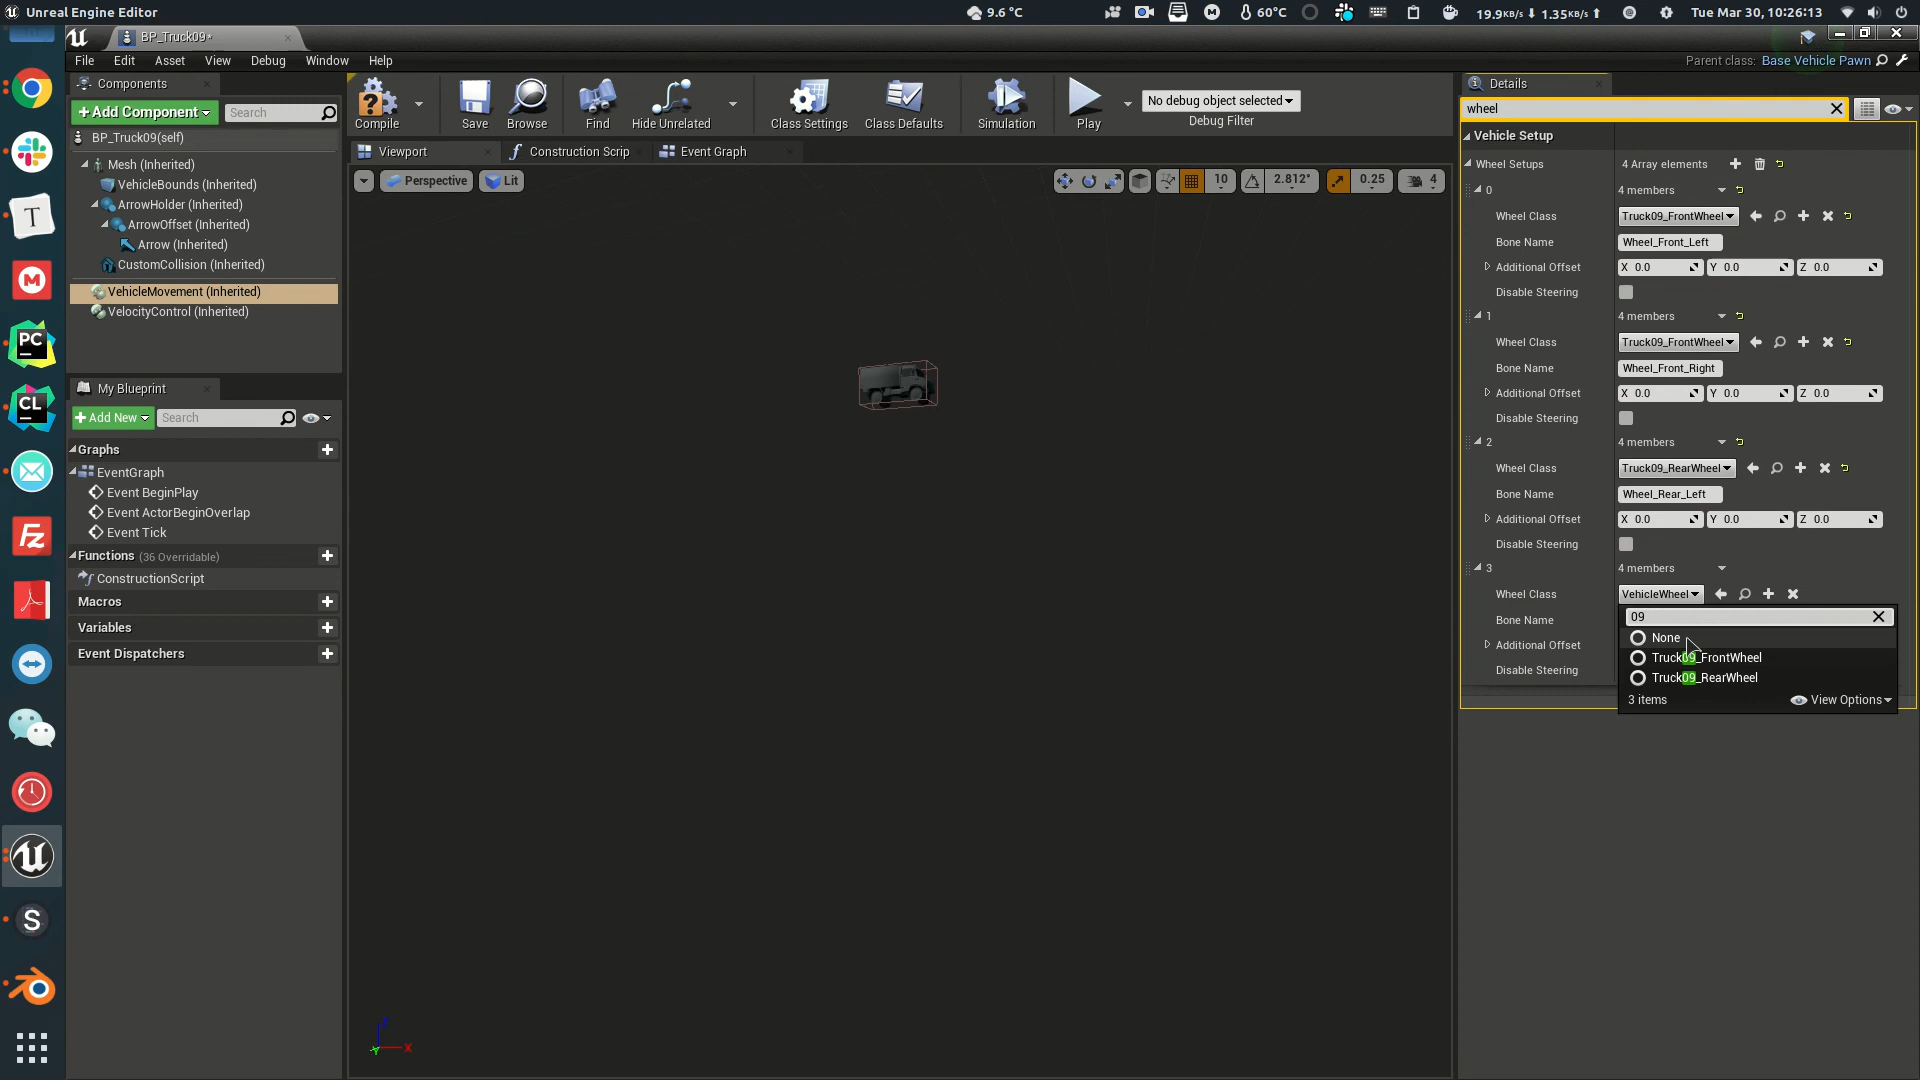 Unreal Engine Editor
9.6 °C
60°C
19.9KB/s 1.35KB/s
Tue Mar 30, 10:26:13
BP_Truck09*
File Edit Asset View Debug Window Help
Parent class: Base Vehicle Pawn
Components
Add Component
Search
BP_Truck09(self)
Mesh (Inherited)
VehicleBounds (Inherited)
ArrowHolder (Inherited)
ArrowOffset (Inherited)
Arrow (Inherited)
CustomCollision (Inherited)
VehicleMovement (Inherited)
VelocityControl (Inherited)
My Blueprint
Add New
Search
Graphs
EventGraph
Event BeginPlay
Event ActorBeginOverlap
Event Tick
Functions (36 Overridable)
ConstructionScript
Macros
Variables
Event Dispatchers
Compile
Save
Browse
Find
Hide Unrelated
Class Settings
Class Defaults
Simulation
Play
No debug object selected
Debug Filter
Viewport
Construction Scrip
Event Graph
Perspective
Lit
10
2.812°
0.25
4
X
Y
Details
wheel
Vehicle Setup
Wheel Setups 4 Array elements
0 4 members
Wheel Class Truck09_FrontWheel
Bone Name Wheel_Front_Left
Additional Offset X 0.0 Y 0.0 Z 0.0
Disable Steering
1 4 members
Wheel Class Truck09_FrontWheel
Bone Name Wheel_Front_Right
Additional Offset X 0.0 Y 0.0 Z 0.0
Disable Steering
2 4 members
Wheel Class Truck09_RearWheel
Bone Name Wheel_Rear_Left
Additional Offset X 0.0 Y 0.0 Z 0.0
Disable Steering
3 4 members
Wheel Class VehicleWheel
Bone Name
Additional Offset
Disable Steering
09
None
Truck09_FrontWheel
Truck09_RearWheel
3 items
View Options
T
PC
CL
Fz
S